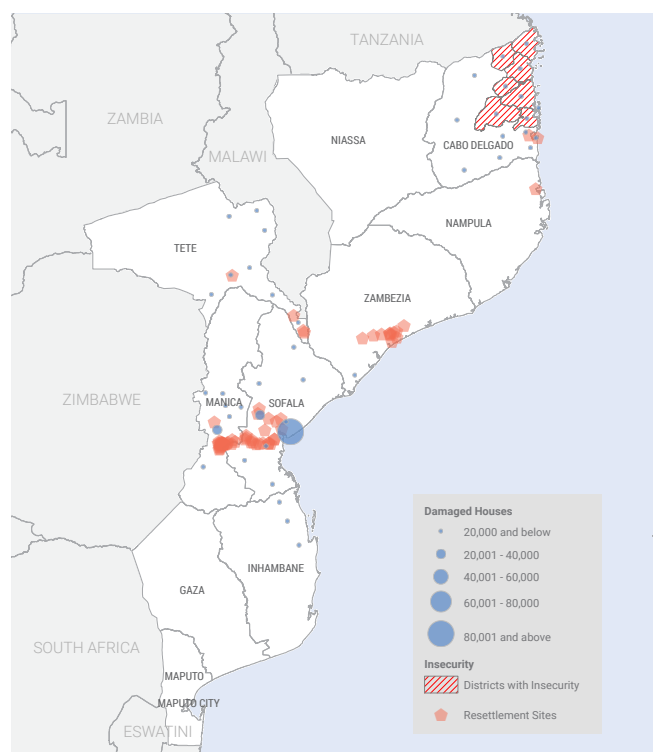 TANZANIA
ZAMBIA
NIASSA
CABO DELGADO
MALAWI
NAMPULA
TETE
ZAMBEZIA
ZIMBABWE
MANICA
SOFALA
Damaged Houses
20,000 and below
20,001 - 40,000
40,001 - 60,000
60,001 - 80,000
80,001 and above
Insecurity
Districts with Insecurity
Resettlement Sites
INHAMBANE
GAZA
SOUTH AFRICA
MAPUTO
MAPUTO CITY
ESWATINI